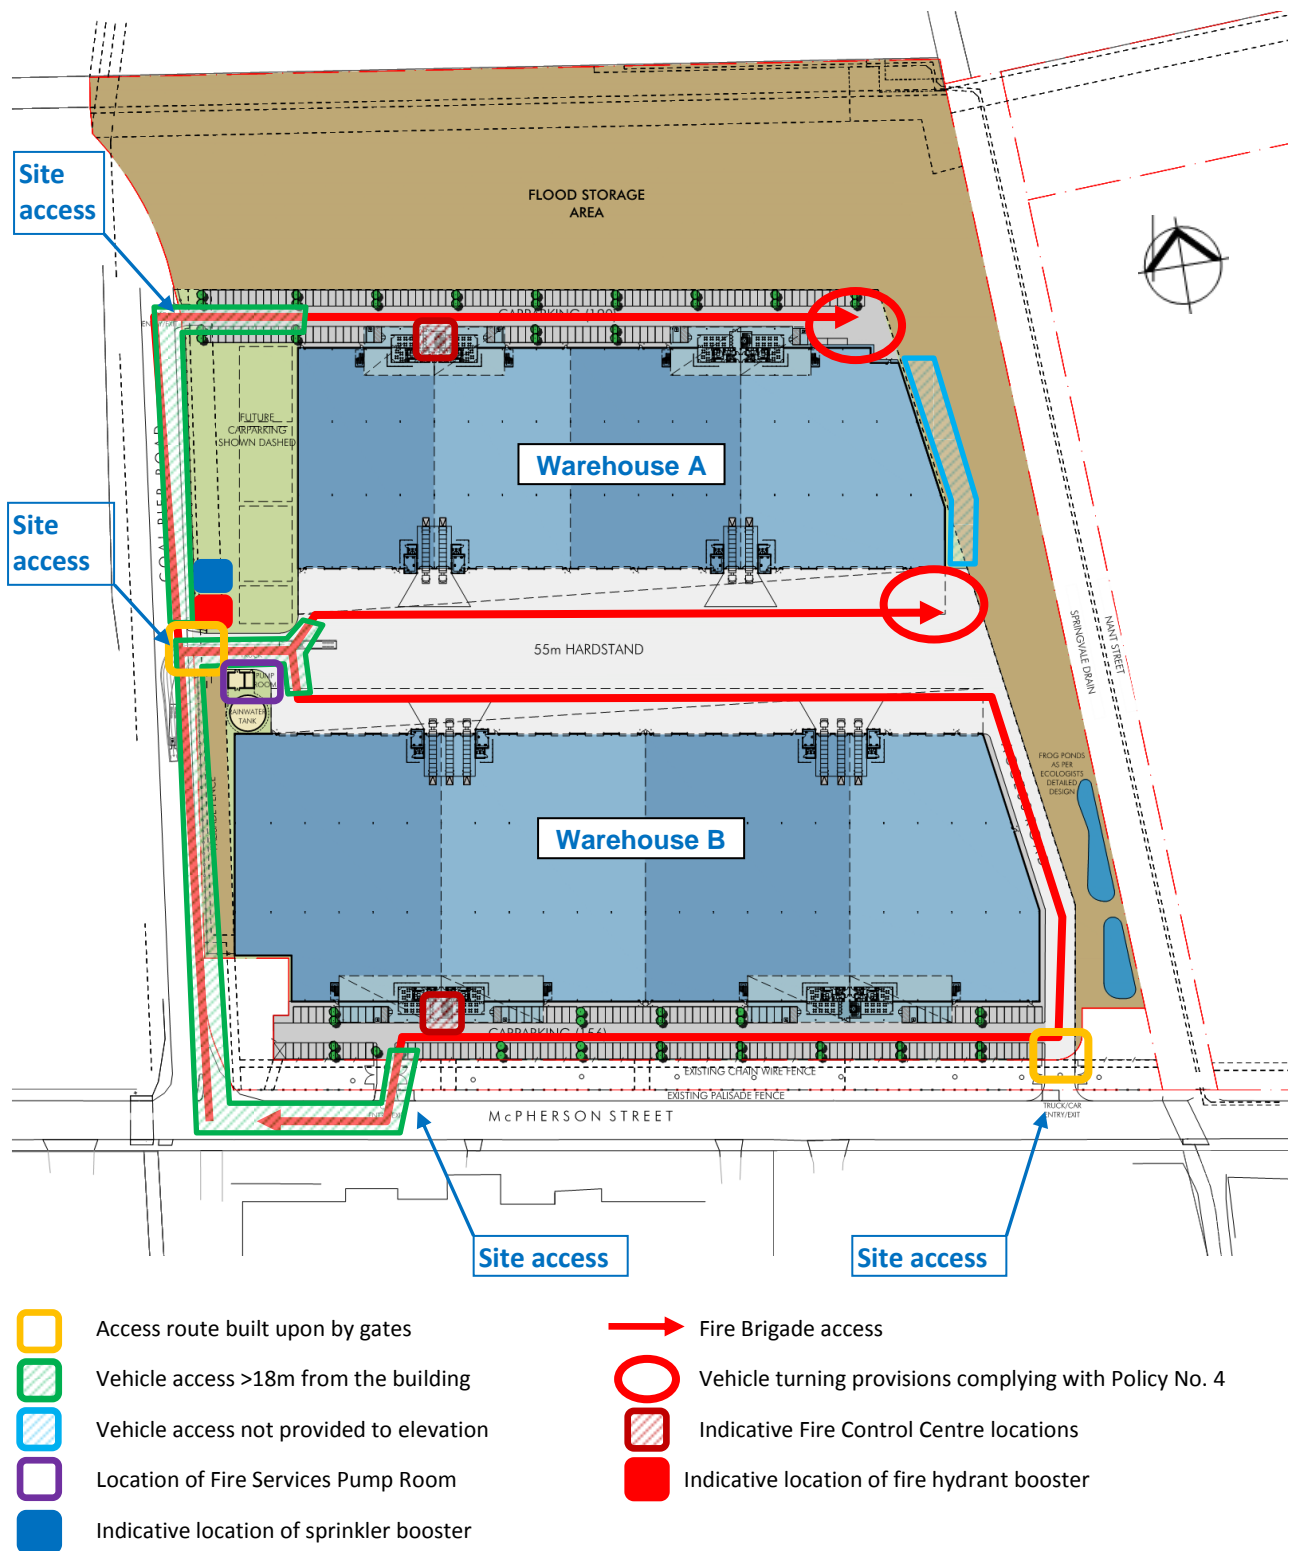 Site
access
FLOOD STORAGE
AREA
CARPARKING (199)
FUTURE
CARPARKING
SHOWN DASHED
Warehouse A
Site
access
55m HARDSTAND
PUMP
ROOM
RAINWATER
TANK
SPRINGVALE DRAIN
NANT STREET
FROG PONDS
AS PER
ECOLOGISTS
DETAILED
DESIGN
Warehouse B
CARPARKING (156)
EXISTING CHAIN WIRE FENCE
EXISTING PALISADE FENCE
McPHERSON STREET
TRUCK/CAR
ENTRY/EXIT
Site access
Site access
Access route built upon by gates
Fire Brigade access
Vehicle access >18m from the building
Vehicle turning provisions complying with Policy No. 4
Vehicle access not provided to elevation
Indicative Fire Control Centre locations
Location of Fire Services Pump Room
Indicative location of fire hydrant booster
Indicative location of sprinkler booster